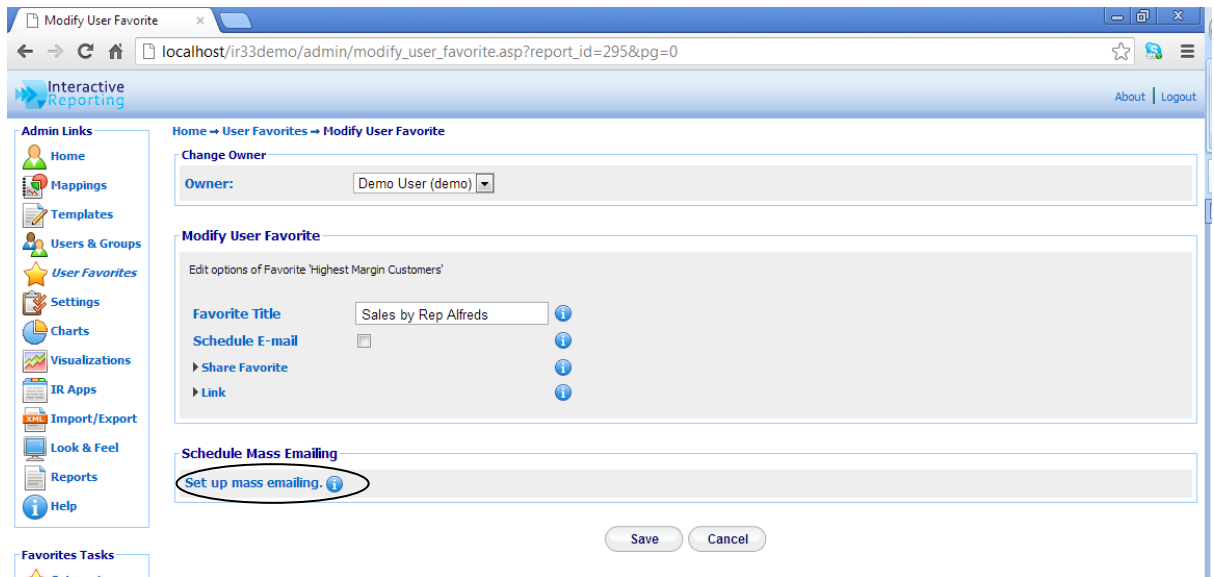 Modify User Favorite
localhost/ir33demo/admin/modify_user_favorite.asp?report_id=295&pg=0
Interactive
Reporting
About | Logout
Admin Links
Home
Mappings
Templates
Users & Groups
User Favorites
Settings
Charts
Visualizations
IR Apps
XML
Import/Export
Look & Feel
Reports
Help
Favorites Tasks
Home → User Favorites → Modify User Favorite
Change Owner
Owner: Demo User (demo)
Modify User Favorite
Edit options of Favorite 'Highest Margin Customers'
Favorite Title Sales by Rep Alfreds
Schedule E-mail
Share Favorite
Link
Schedule Mass Emailing
Set up mass emailing.
Save Cancel